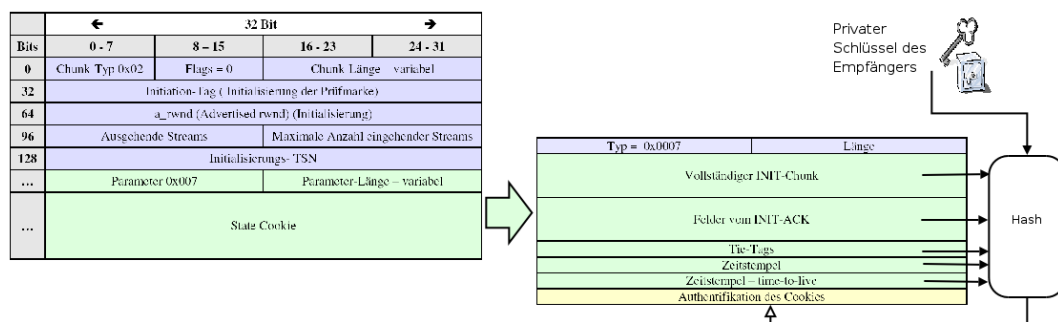 ← 32 Bit →
Bits 0 - 7 8 – 15 16 - 23 24 - 31
0 Chunk Typ 0x02 Flags = 0 Chunk Länge – variabel
32 Initiation-Tag ( Initialisierung der Prüfmarke)
64 a_rwnd (Advertised rwnd) (Initialisierung)
96 Ausgehende Streams Maximale Anzahl eingehender Streams
128 Initialisierungs- TSN
... Parameter 0x007 Parameter-Länge – variabel
... State Cookie
Privater
Schlüssel des
Empfängers
Typ = 0x0007 Länge
Vollständiger INIT-Chunk
Felder vom INIT-ACK
Tie-Tags
Zeitstempel
Zeitstempel – time-to-live
Authentifikation des Cookies
Hash